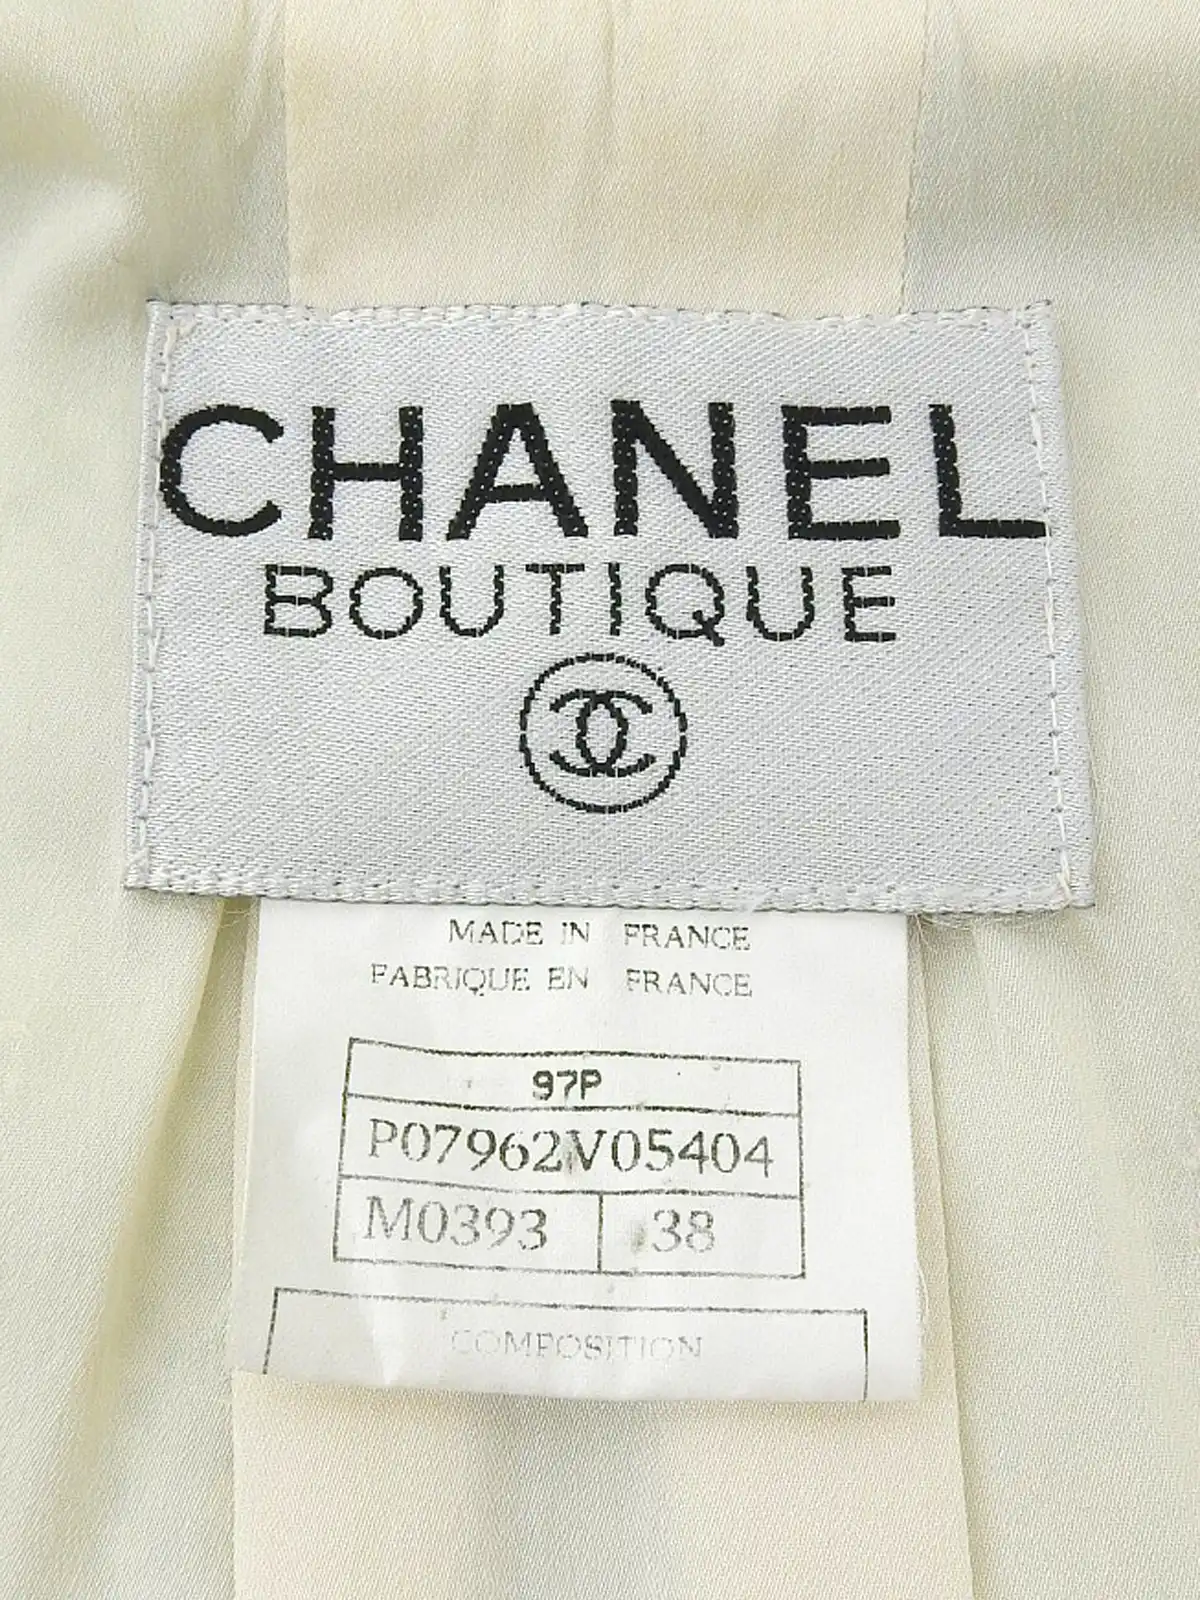 CHANEL
BOUTIQUE
MADE IN FRANCE
FABRIQUE EN FRANCE
97P
P07962V05404
M0393 38
COMPOSITION